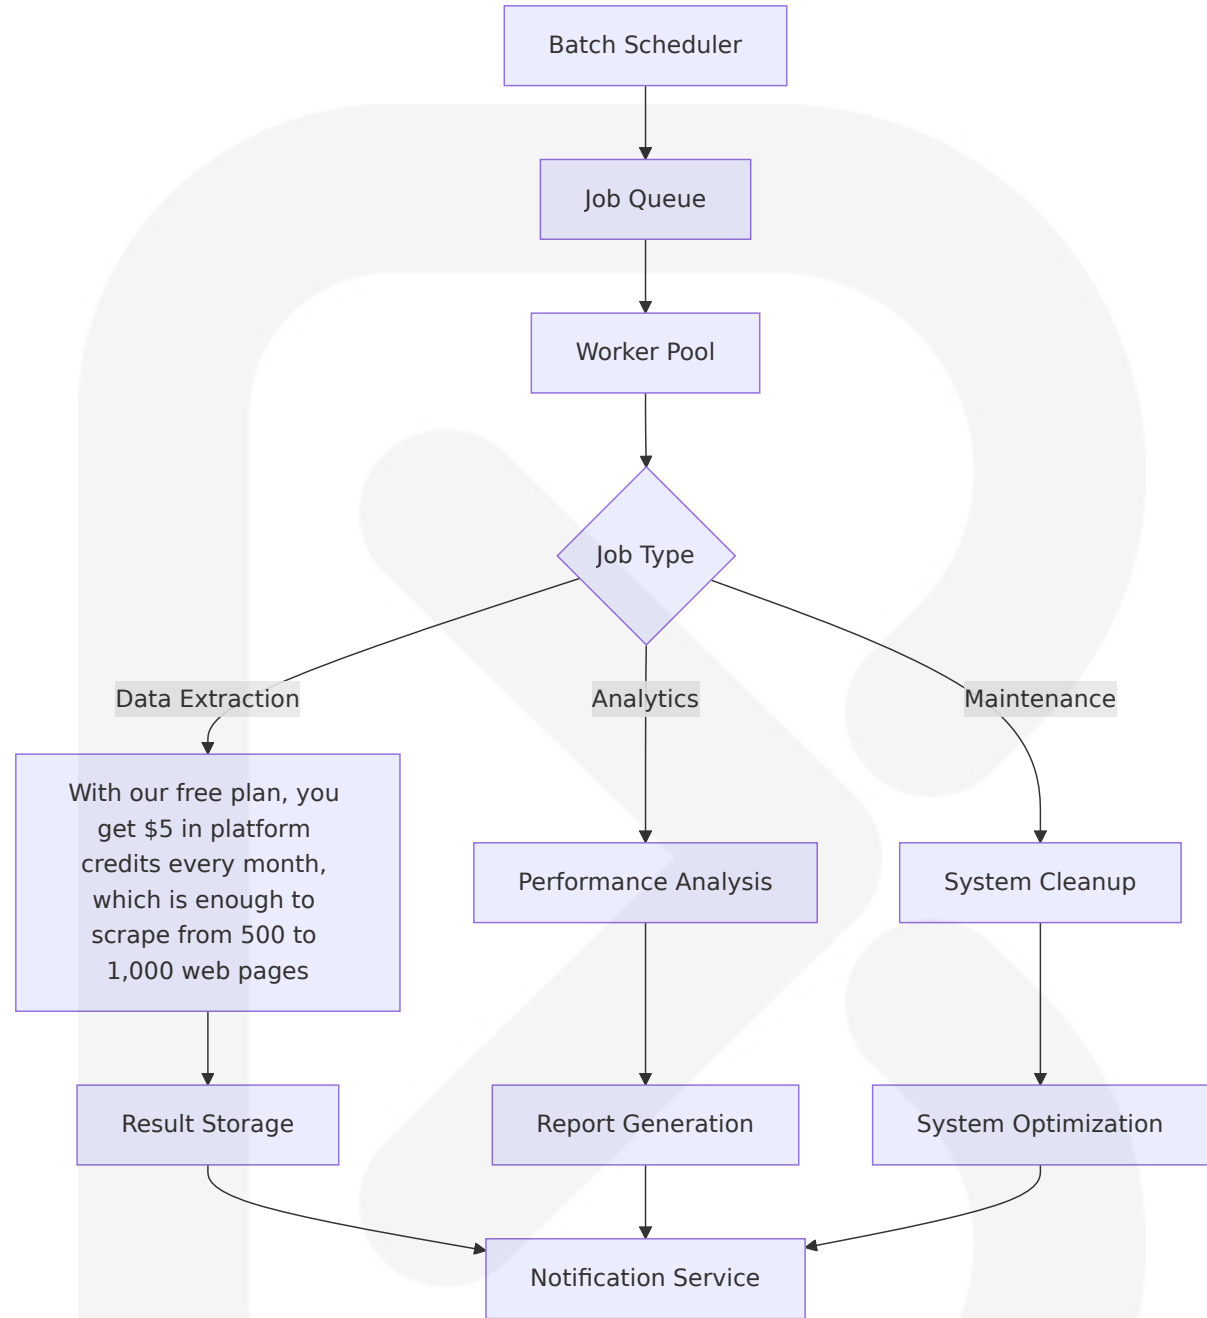 Batch Scheduler
Job Queue
Worker Pool
Job Type
Data Extraction
Analytics
Maintenance
With our free plan, you
get $5 in platform
credits every month,
which is enough to
scrape from 500 to
1,000 web pages
Performance Analysis
System Cleanup
Result Storage
Report Generation
System Optimization
Notification Service